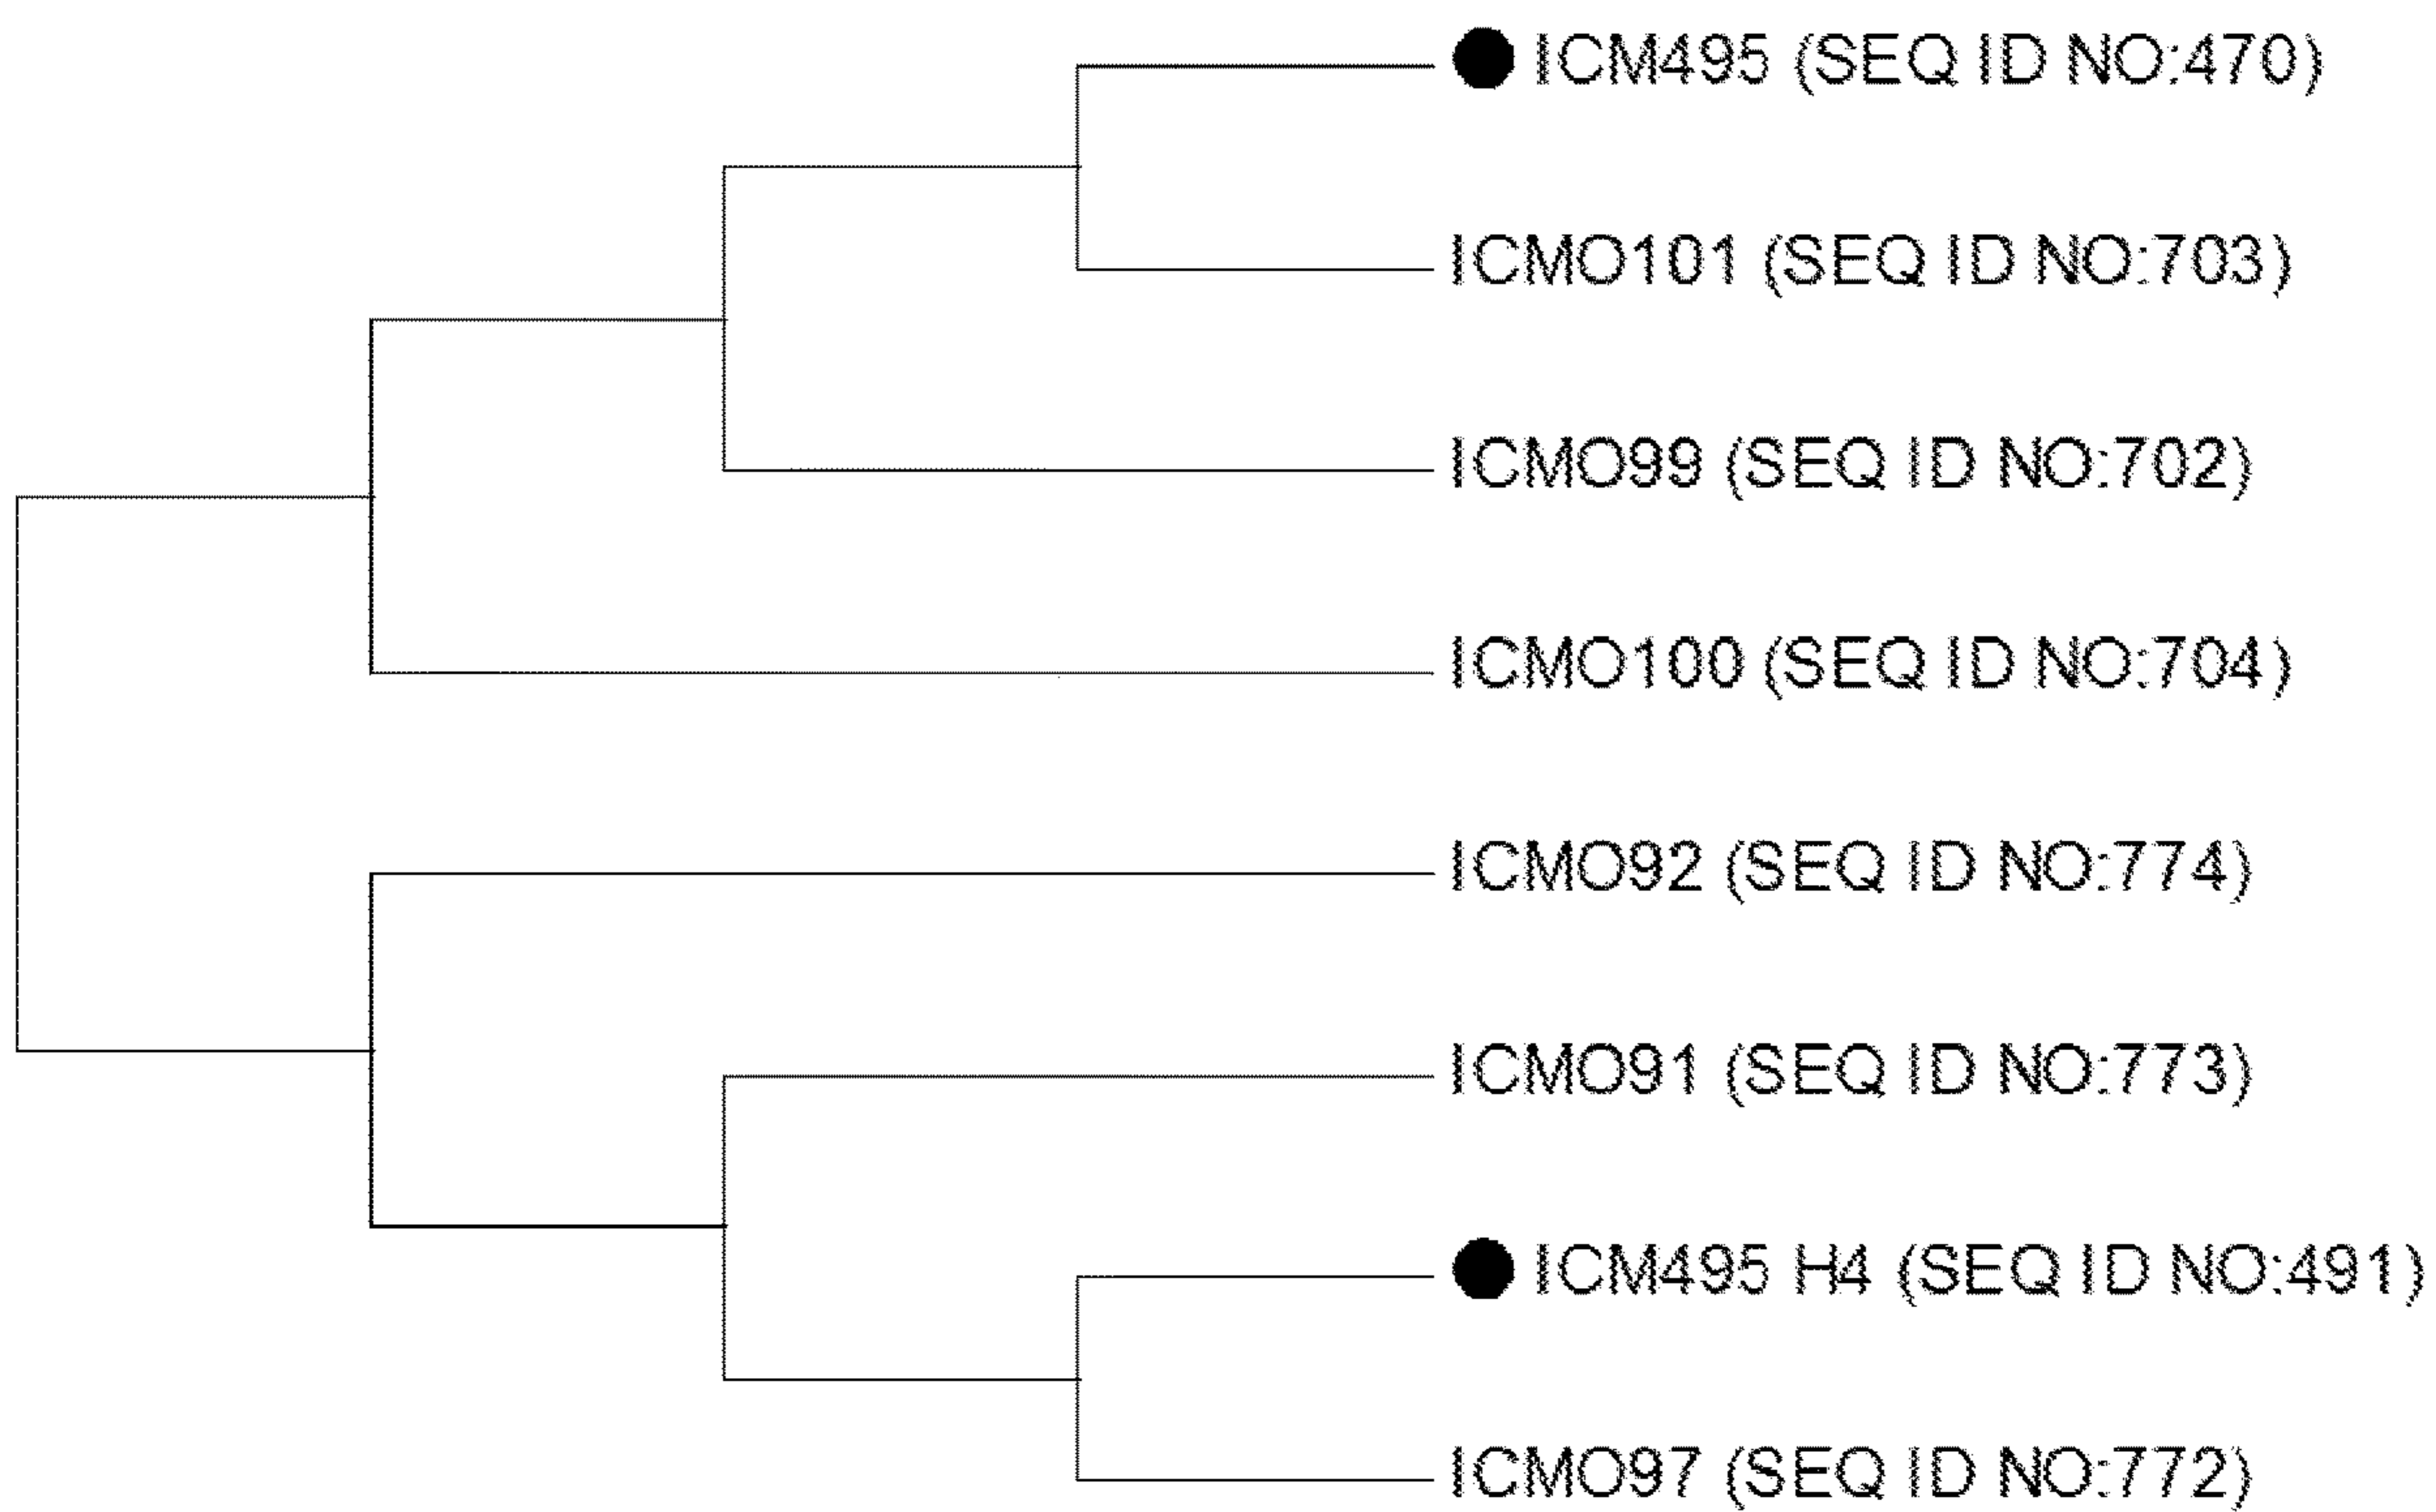 ICM495 (SEQ ID NO:470)
ICMO101 (SEQ ID NO:703)
ICMO99 (SEQ ID NO:702)
ICMO100 (SEQ ID NO:704)
ICMO92 (SEQ ID NO:774)
ICMO91 (SEQ ID NO:773)
ICM495 H4 (SEQ ID NO:491)
ICMO97 (SEQ ID NO:772)